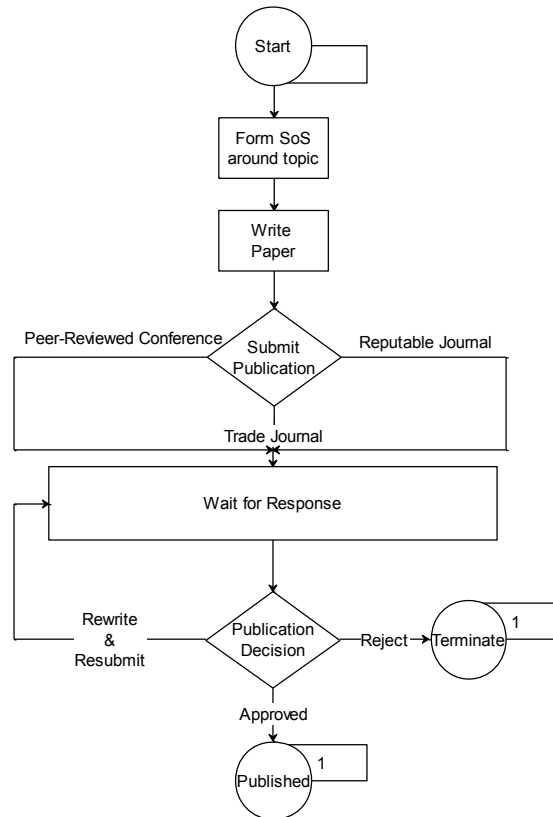 Start
Form SoS
around topic
Write
Paper
Peer-Reviewed Conference
Submit
Publication
Reputable Journal
Trade Journal
Wait for Response
Rewrite
&
Resubmit
Publication
Decision
Reject
Terminate
1
Approved
Published
1